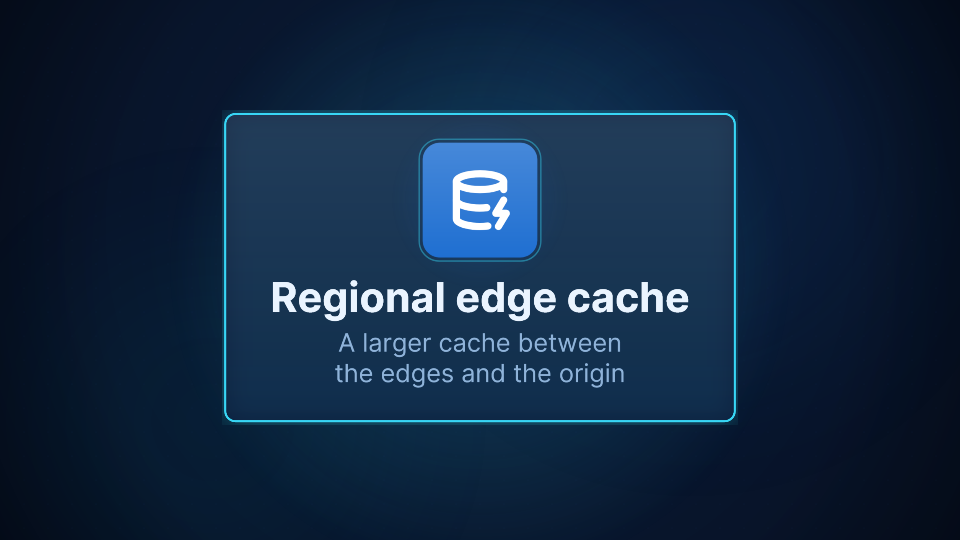 Regional edge cache
A larger cache between
the edges and the origin